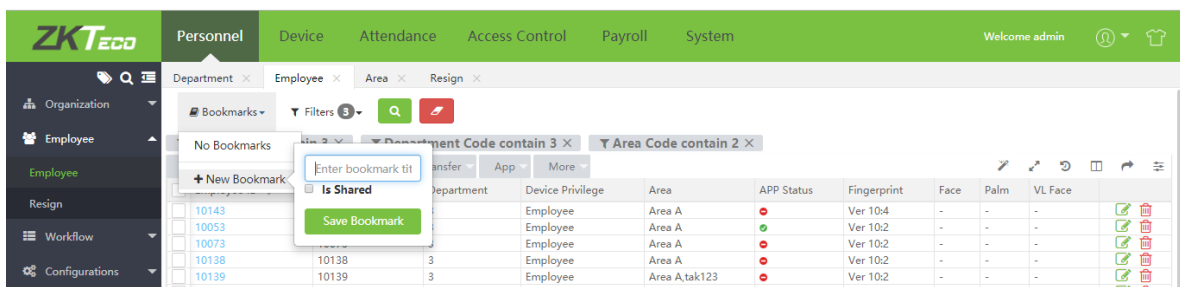 ZKTeco Personnel Device Attendance Access Control Payroll System Welcome admin
Department × Employee × Area × Resign ×
Organization
Bookmarks Filters 3
Employee
No Bookmarks ain 3 × Department Code contain 3 × Area Code contain 2 ×
Enter bookmark tit ansfer App More
Employee
+ New Bookmark Is Shared Department Device Privilege Area APP Status Fingerprint Face Palm VL Face
Resign
Save Bookmark
10143 Employee Area A Ver 10:4 - - -
10053 Employee Area A Ver 10:2 - - -
Workflow
10073 Employee Area A Ver 10:2 - - -
10138 10138 3 Employee Area A Ver 10:2 - - -
Configurations
10139 10139 3 Employee Area A,tak123 Ver 10:2 - - -